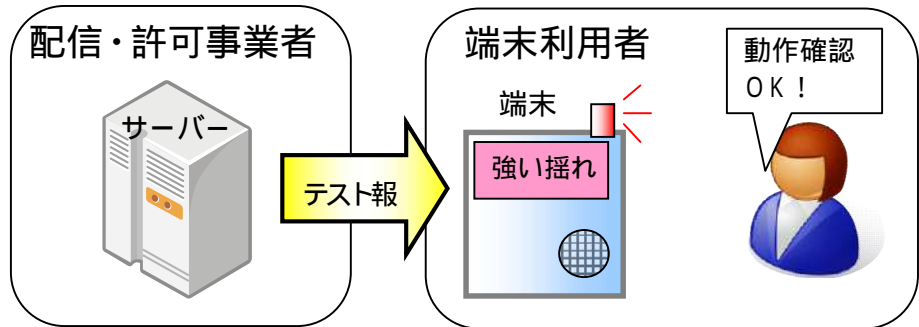 配信・許可事業者
サーバー
テスト報
端末利用者
端末
強い揺れ
動作確認
OK！